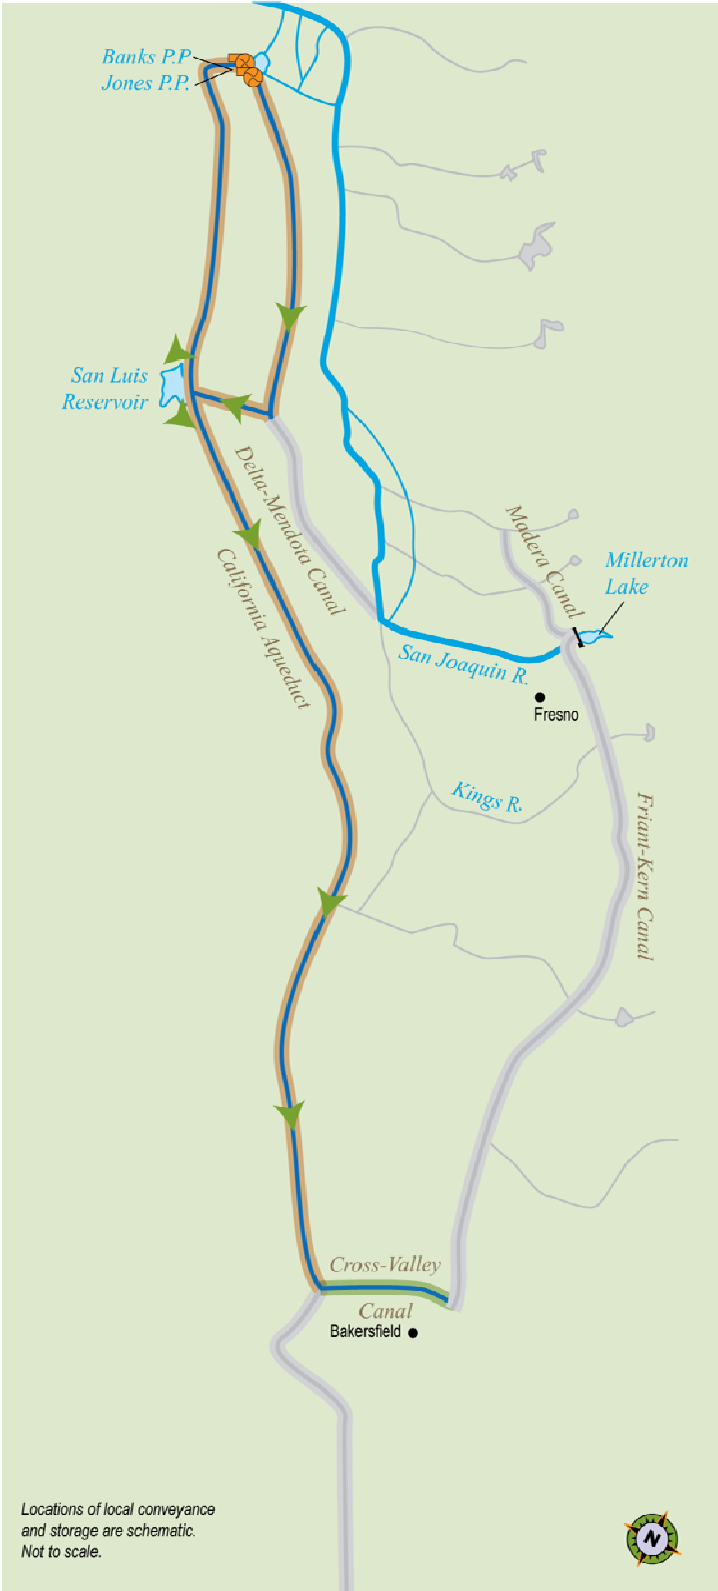 Banks P.P
Jones P.P.
San Luis
Reservoir
Delta-Mendota Canal
California Aqueduct
Madera Canal
Millerton
Lake
San Joaquin R.
Fresno
Kings R.
Friant-Kern Canal
Cross-Valley
Canal
Bakersfield
Locations of local conveyance
and storage are schematic.
Not to scale.
N